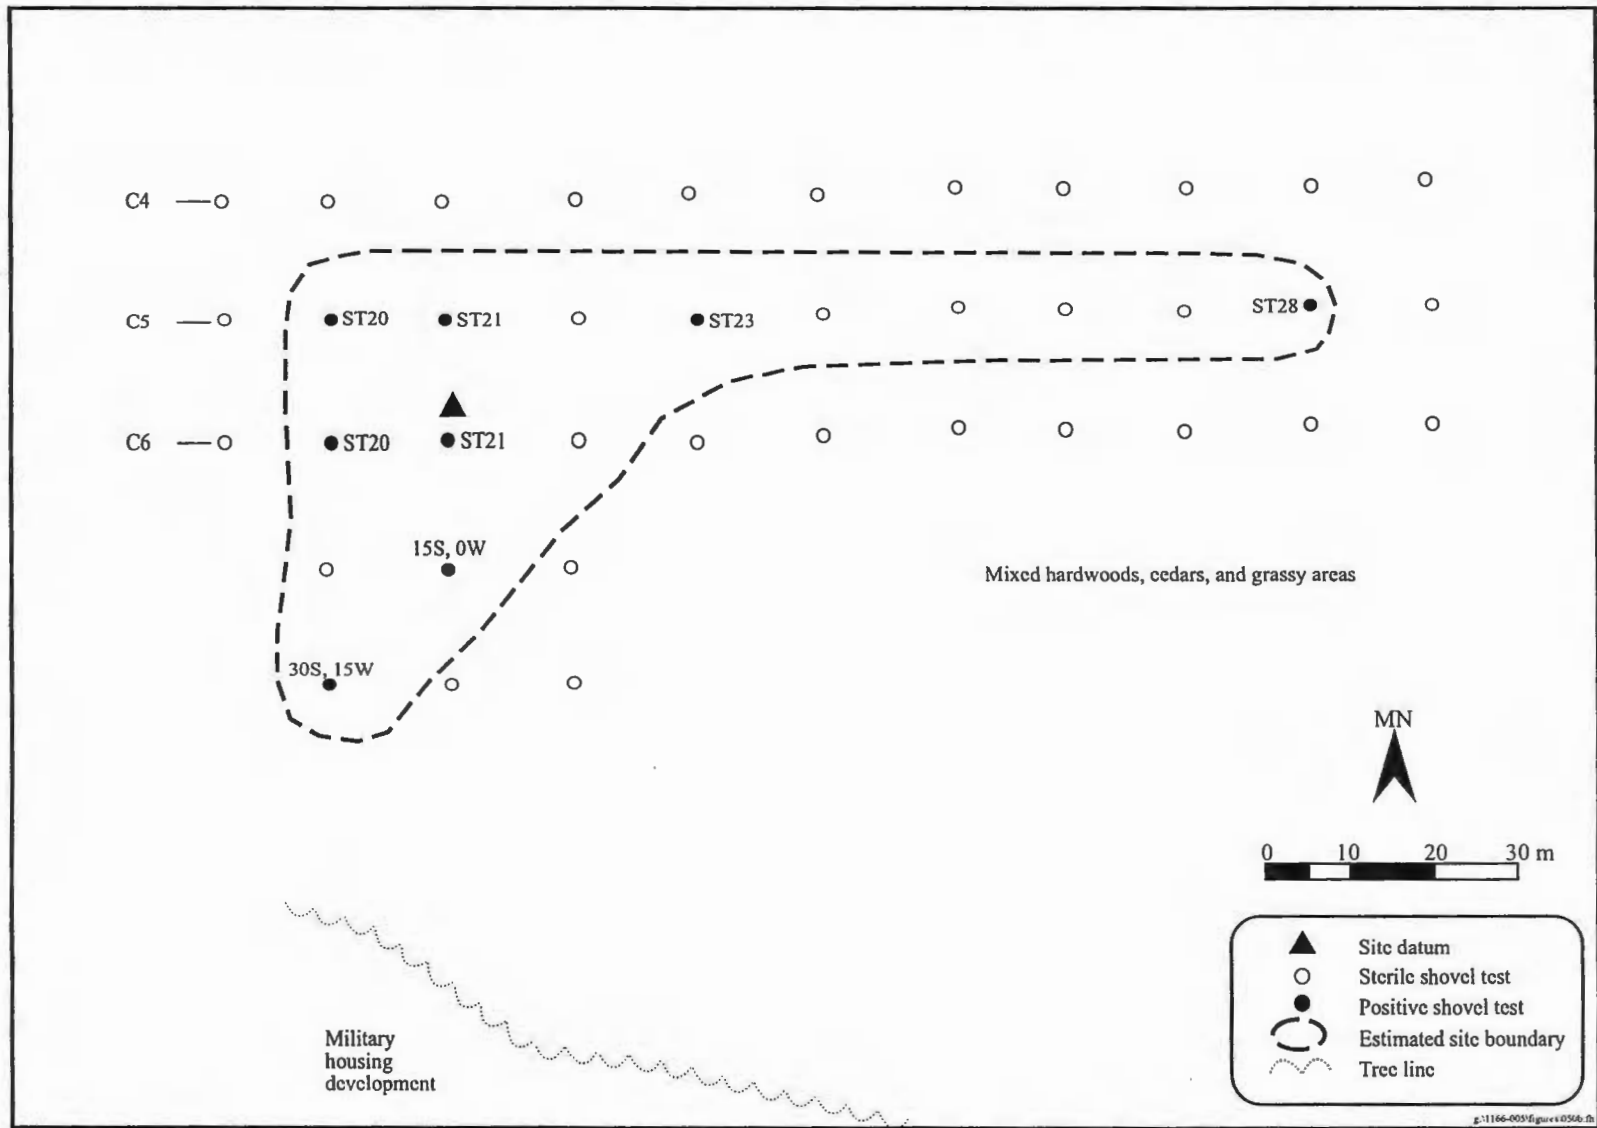 C4
C5
ST20
ST21
ST23
ST28
C6
ST20
ST21
15S, 0W
Mixed hardwoods, cedars, and grassy areas
30S, 15W
MN
0 10 20 30 m
Site datum
Sterile shovel test
Positive shovel test
Estimated site boundary
Tree line
Military
housing
development